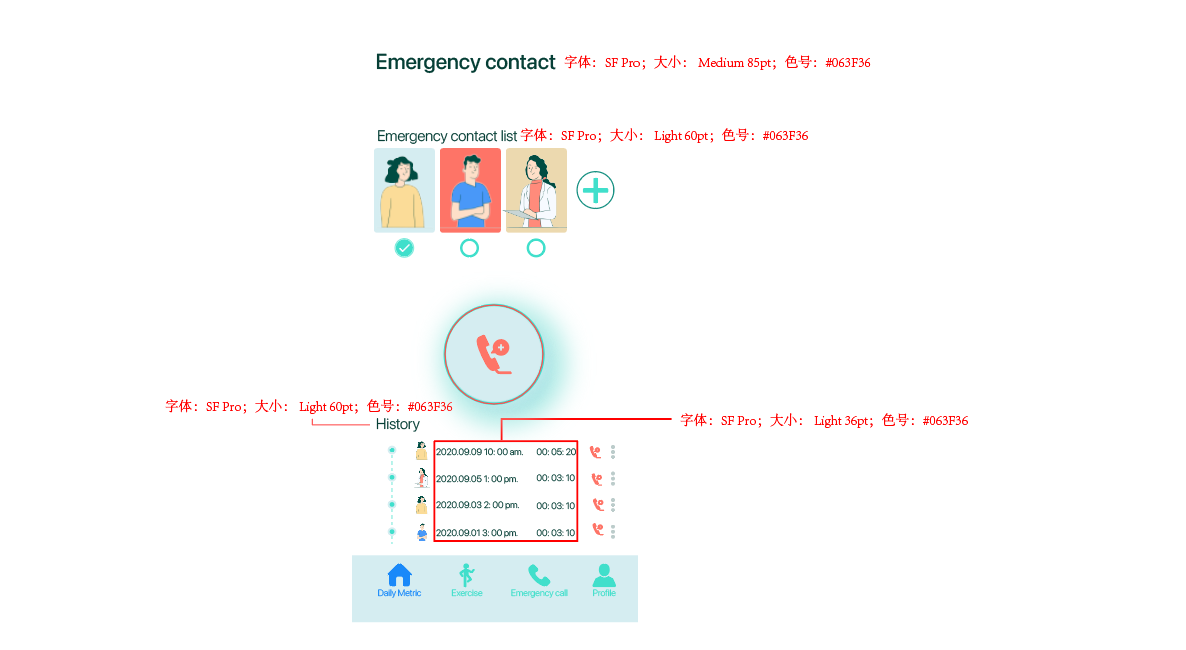 Emergency contact 字体：SF Pro；大小： Medium 85pt；色号：#063F36
Emergency contact list 字体：SF Pro；大小： Light 60pt；色号：#063F36
字体：SF Pro；大小： Light 60pt；色号：#063F36
字体：SF Pro；大小： Light 36pt；色号：#063F36
History
2020.09.09 10: 00 am. 00: 05: 20
2020.09.05 1: 00 pm. 00: 03: 10
2020.09.03 2: 00 pm. 00: 03: 10
2020.09.01 3: 00 pm. 00: 03: 10
Daily Metric Exercise Emergency call Profile